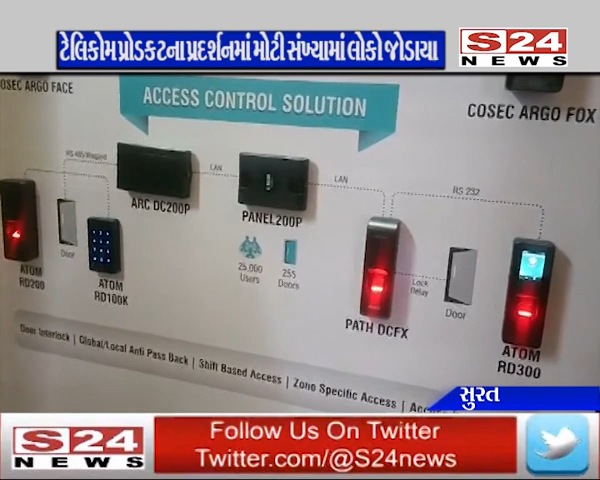 ટેલિકોમ પ્રોડકટના પ્રદર્શનમાં મોટી સંખ્યામાં લોકો જોડાયા
S24
NEWS
COSEC ARGO FACE
ACCESS CONTROL SOLUTION
COSEC ARGO FOX
RS 485/Wiegand
LAN
LAN
RS 232
ARC DC200P
PANEL200P
Door
ATOM
RD200
ATOM
RD100K
25,000
Users
255
Doors
Lock
Relay
Door
PATH DCFX
ATOM
RD300
Door Interlock | Global/Local Anti Pass Back | Shift Based Access | Zone Specific Access |
સુરત
S24
NEWS
Follow Us On Twitter
Twitter.com/@S24news